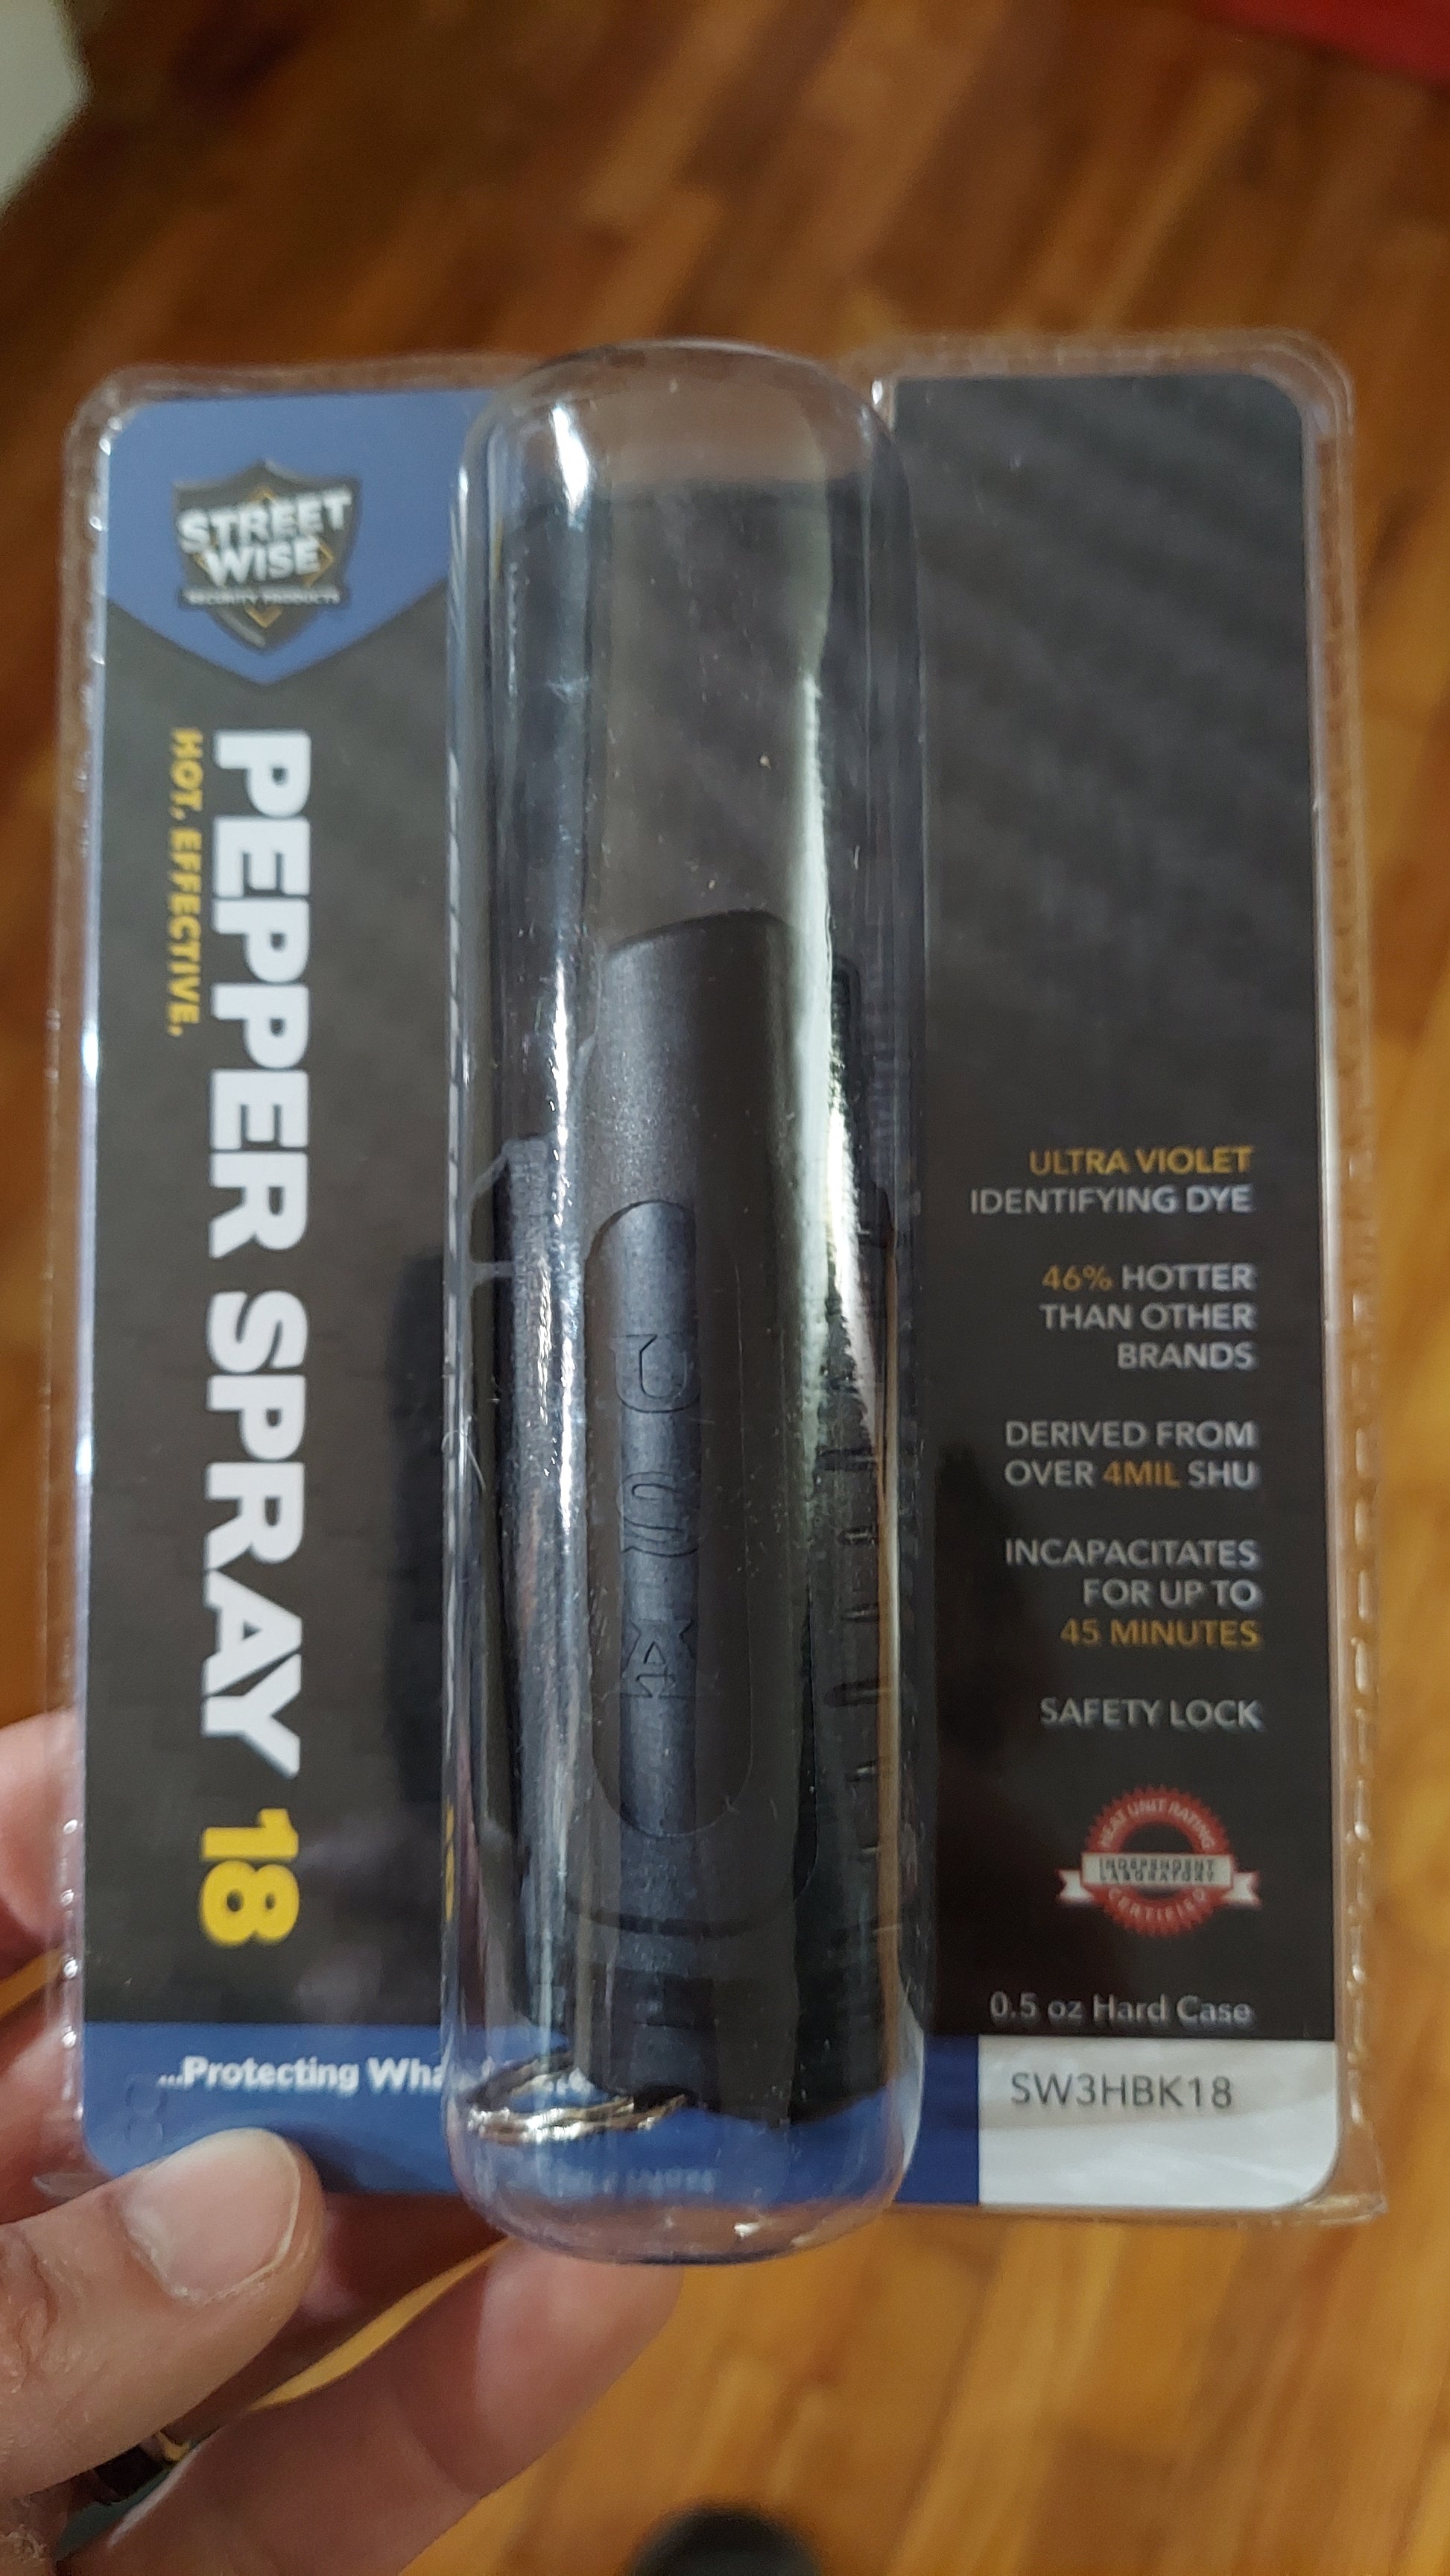 STREET
WISE
SECURITY PRODUCTS
PEPPER SPRAY 18
HOT, EFFECTIVE,
USA
ULTRA VIOLET
IDENTIFYING DYE
46% HOTTER
THAN OTHER
BRANDS
DERIVED FROM
OVER 4MIL SHU
INCAPACITATES
FOR UP TO
45 MINUTES
SAFETY LOCK
HEAT UNIT RATING
INDEPENDENT
LABORATORY
CERTIFIED
0.5 oz Hard Case
...Protecting
SW3HBK18